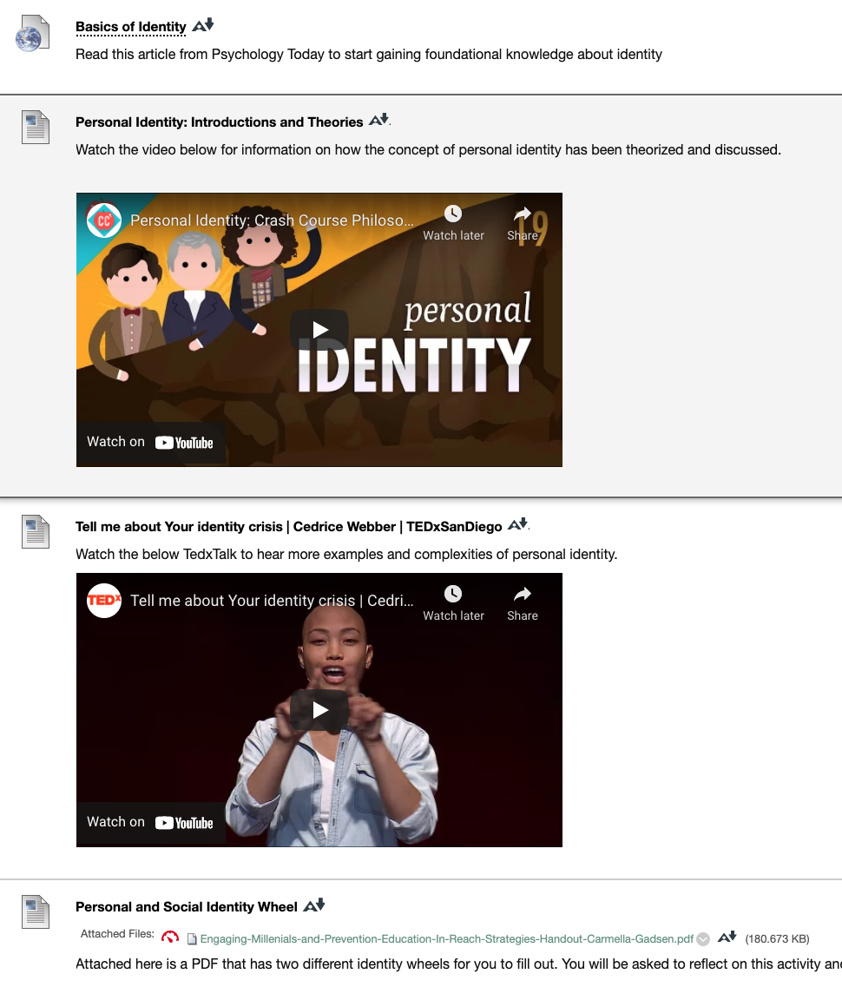 Basics of Identity
Read this article from Psychology Today to start gaining foundational knowledge about identity
Personal Identity: Introductions and Theories
Watch the video below for information on how the concept of personal identity has been theorized and discussed.
CC
Personal Identity: Crash Course Philoso...
Watch later
Share
19
personal
IDENTITY
Watch on YouTube
Tell me about Your identity crisis | Cedrice Webber | TEDxSanDiego
Watch the below TedxTalk to hear more examples and complexities of personal identity.
TEDx
Tell me about Your identity crisis | Cedri...
Watch later
Share
Watch on YouTube
Personal and Social Identity Wheel
Attached Files: Engaging-Millenials-and-Prevention-Education-In-Reach-Strategies-Handout-Carmella-Gadsen.pdf (180.673 KB)
Attached here is a PDF that has two different identity wheels for you to fill out. You will be asked to reflect on this activity and